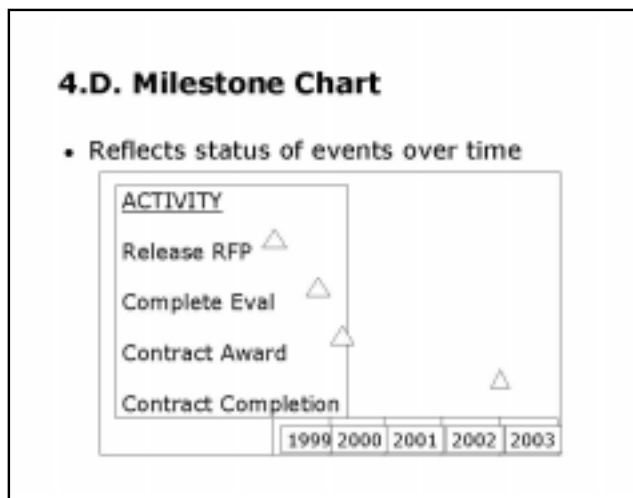 4.D. Milestone Chart
• Reflects status of events over time
ACTIVITY
Release RFP
Complete Eval
Contract Award
Contract Completion
1999 2000 2001 2002 2003